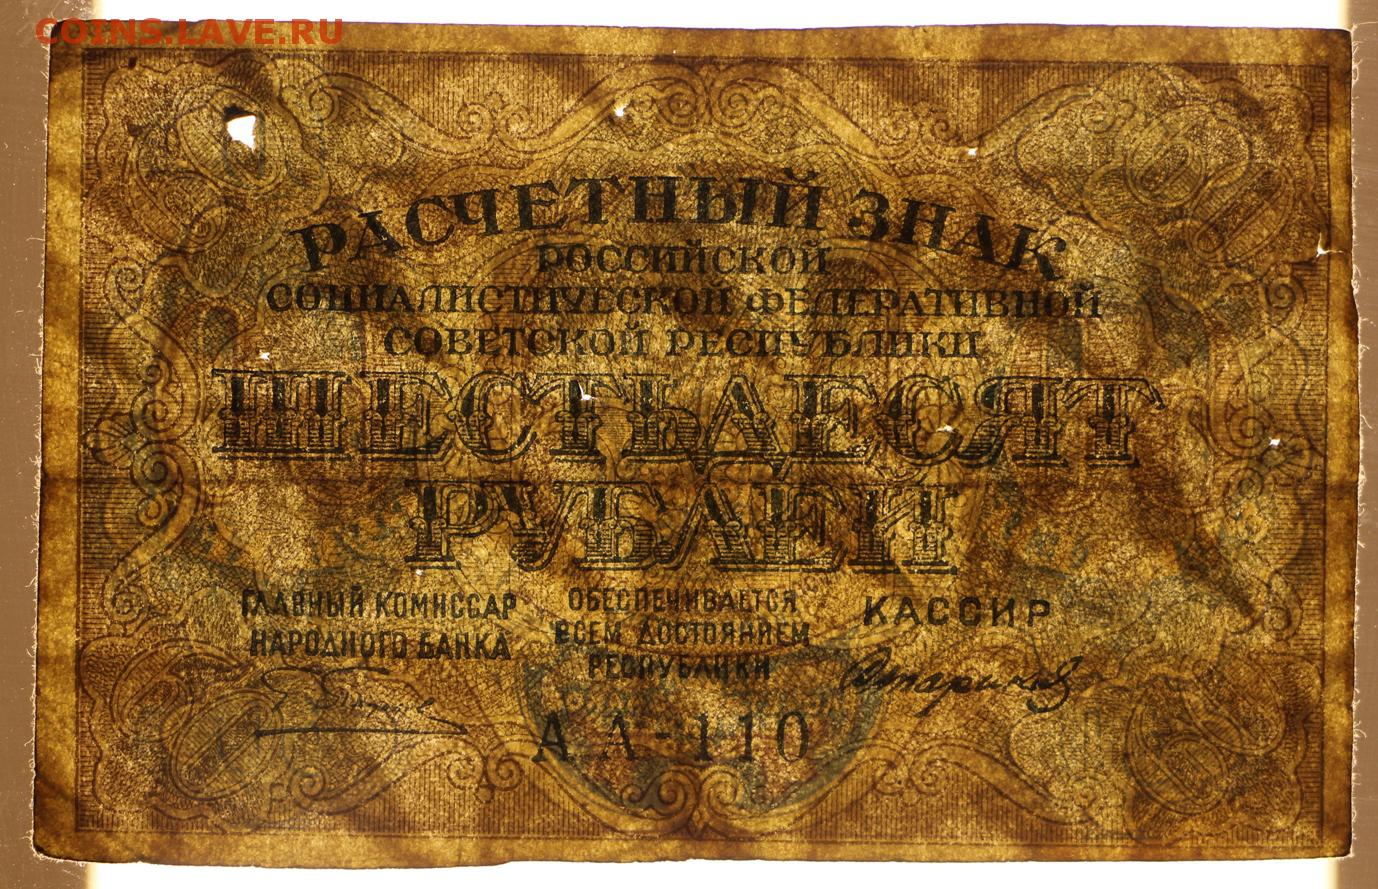 COINS.LAVE.RU
РАСЧЕТНЫЙ ЗНАК
РОССИЙСКОЙ
СОЦИАЛИСТИЧЕСКОЙ ФЕДЕРАТИВНОЙ
СОВЕТСКОЙ РЕСПУБЛИКИ
ШЕСТЬДЕСЯТ
РУБЛЕЙ
ГЛАВНЫЙ КОМИССАР
НАРОДНОГО БАНКА
ОБЕСПЕЧИВАЕТСЯ
ВСЕМ ДОСТОЯНИЕМ
РЕСПУБЛИКИ
КАССИР
АА-110